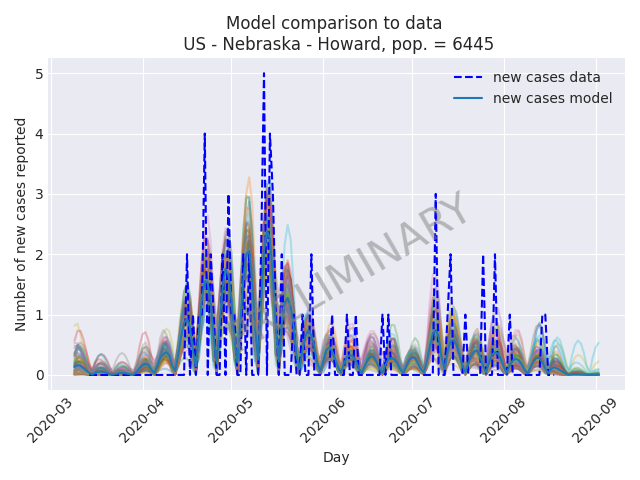 Model comparison to data
US - Nebraska - Howard, pop. = 6445
new cases data
new cases model
Number of new cases reported
5
4
3
2
1
0
PRELIMINARY
2020-03
2020-04
2020-05
2020-06
2020-07
2020-08
2020-09
Day